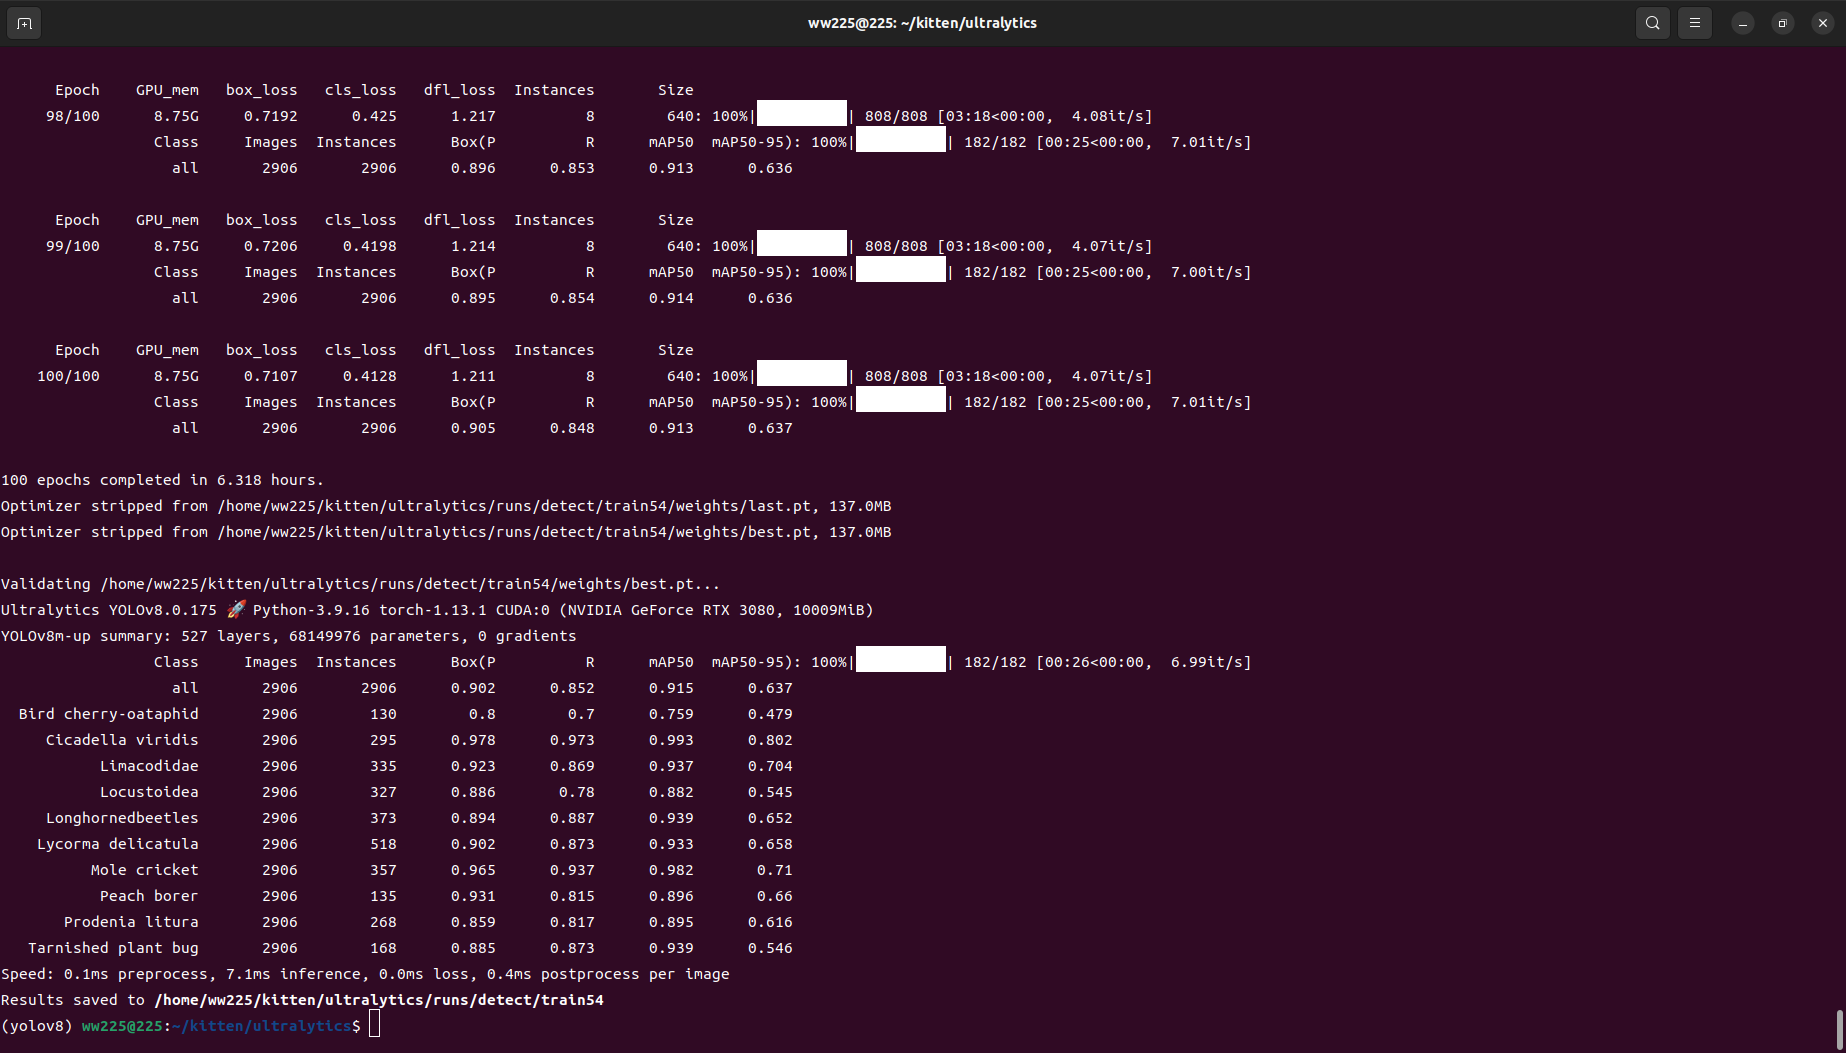 ww225@225: ~/kitten/ultralytics
Epoch GPU_mem box_loss cls_loss dfl_loss Instances Size
98/100 8.75G 0.7192 0.425 1.217 8 640: 100%| | 808/808 [03:18<00:00, 4.08it/s]
Class Images Instances Box(P R mAP50 mAP50-95): 100%| | 182/182 [00:25<00:00, 7.01it/s]
all 2906 2906 0.896 0.853 0.913 0.636
Epoch GPU_mem box_loss cls_loss dfl_loss Instances Size
99/100 8.75G 0.7206 0.4198 1.214 8 640: 100%| | 808/808 [03:18<00:00, 4.07it/s]
Class Images Instances Box(P R mAP50 mAP50-95): 100%| | 182/182 [00:25<00:00, 7.00it/s]
all 2906 2906 0.895 0.854 0.914 0.636
Epoch GPU_mem box_loss cls_loss dfl_loss Instances Size
100/100 8.75G 0.7107 0.4128 1.211 8 640: 100%| | 808/808 [03:18<00:00, 4.07it/s]
Class Images Instances Box(P R mAP50 mAP50-95): 100%| | 182/182 [00:25<00:00, 7.01it/s]
all 2906 2906 0.905 0.848 0.913 0.637
100 epochs completed in 6.318 hours.
Optimizer stripped from /home/ww225/kitten/ultralytics/runs/detect/train54/weights/last.pt, 137.0MB
Optimizer stripped from /home/ww225/kitten/ultralytics/runs/detect/train54/weights/best.pt, 137.0MB
Validating /home/ww225/kitten/ultralytics/runs/detect/train54/weights/best.pt...
Ultralytics YOLOv8.0.175 🚀 Python-3.9.16 torch-1.13.1 CUDA:0 (NVIDIA GeForce RTX 3080, 10009MiB)
YOLOv8m-up summary: 527 layers, 68149976 parameters, 0 gradients
Class Images Instances Box(P R mAP50 mAP50-95): 100%| | 182/182 [00:26<00:00, 6.99it/s]
all 2906 2906 0.902 0.852 0.915 0.637
Bird cherry-oataphid 2906 130 0.8 0.7 0.759 0.479
Cicadella viridis 2906 295 0.978 0.973 0.993 0.802
Limacodidae 2906 335 0.923 0.869 0.937 0.704
Locustoidea 2906 327 0.886 0.78 0.882 0.545
Longhornedbeetles 2906 373 0.894 0.887 0.939 0.652
Lycorma delicatula 2906 518 0.902 0.873 0.933 0.658
Mole cricket 2906 357 0.965 0.937 0.982 0.71
Peach borer 2906 135 0.931 0.815 0.896 0.66
Prodenia litura 2906 268 0.859 0.817 0.895 0.616
Tarnished plant bug 2906 168 0.885 0.873 0.939 0.546
Speed: 0.1ms preprocess, 7.1ms inference, 0.0ms loss, 0.4ms postprocess per image
Results saved to /home/ww225/kitten/ultralytics/runs/detect/train54
(yolov8) ww225@225:~/kitten/ultralytics$